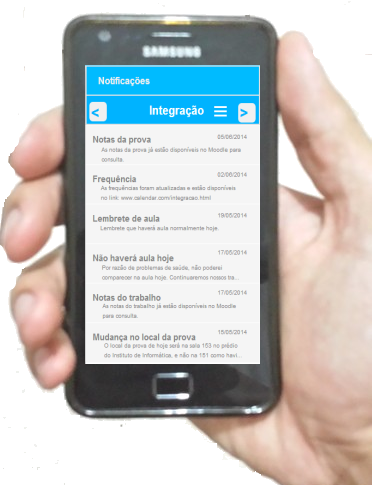 SAMSUNG
Notificações
< Integração >
Notas da prova 05/06/2014
As notas da prova já estão disponíveis no Moodle para
consulta.
Frequência 02/06/2014
As frequências foram atualizadas e estão disponíveis
no link: www.calendar.com/integracao.html
Lembrete de aula 19/05/2014
Lembrete que haverá aula normalmente hoje.
Não haverá aula hoje 17/05/2014
Por razão de problemas de saúde, não poderei
comparecer na aula hoje. Continuaremos nosso tra...
Notas do trabalho 17/05/2014
As notas do trabalho já estão disponíveis no Moodle
para consulta.
Mudança no local da prova 15/05/2014
O local da prova de hoje será na sala 153 no prédio
do Instituto de Informática, e não na 151 como havi...